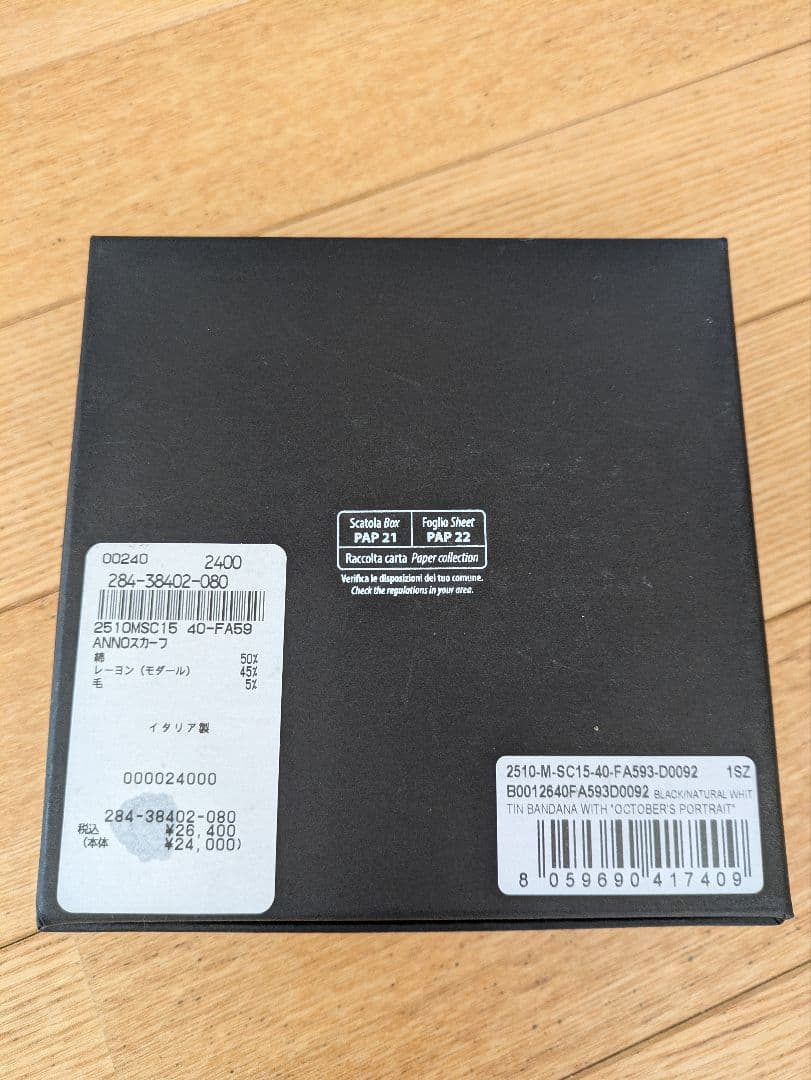 Scatola Box
PAP 21
Foglio Sheet
PAP 22
Raccolta carta Paper collection
Verifica le disposizioni del tuo comune.
Check the regulations in your area.
00240 2400
284-38402-080
2510MSC15 40-FA59
ANNOスカーフ
綿 50%
レーヨン (モダール) 45%
毛 5%
イタリア製
000024000
284-38402-080
税込 ¥26,400
(本体 ¥24,000)
2510-M-SC15-40-FA593-D0092 1SZ
B0012640FA593D0092 BLACK/NATURAL WHIT
TIN BANDANA WITH "OCTOBER'S PORTRAIT"
8 059690 417409